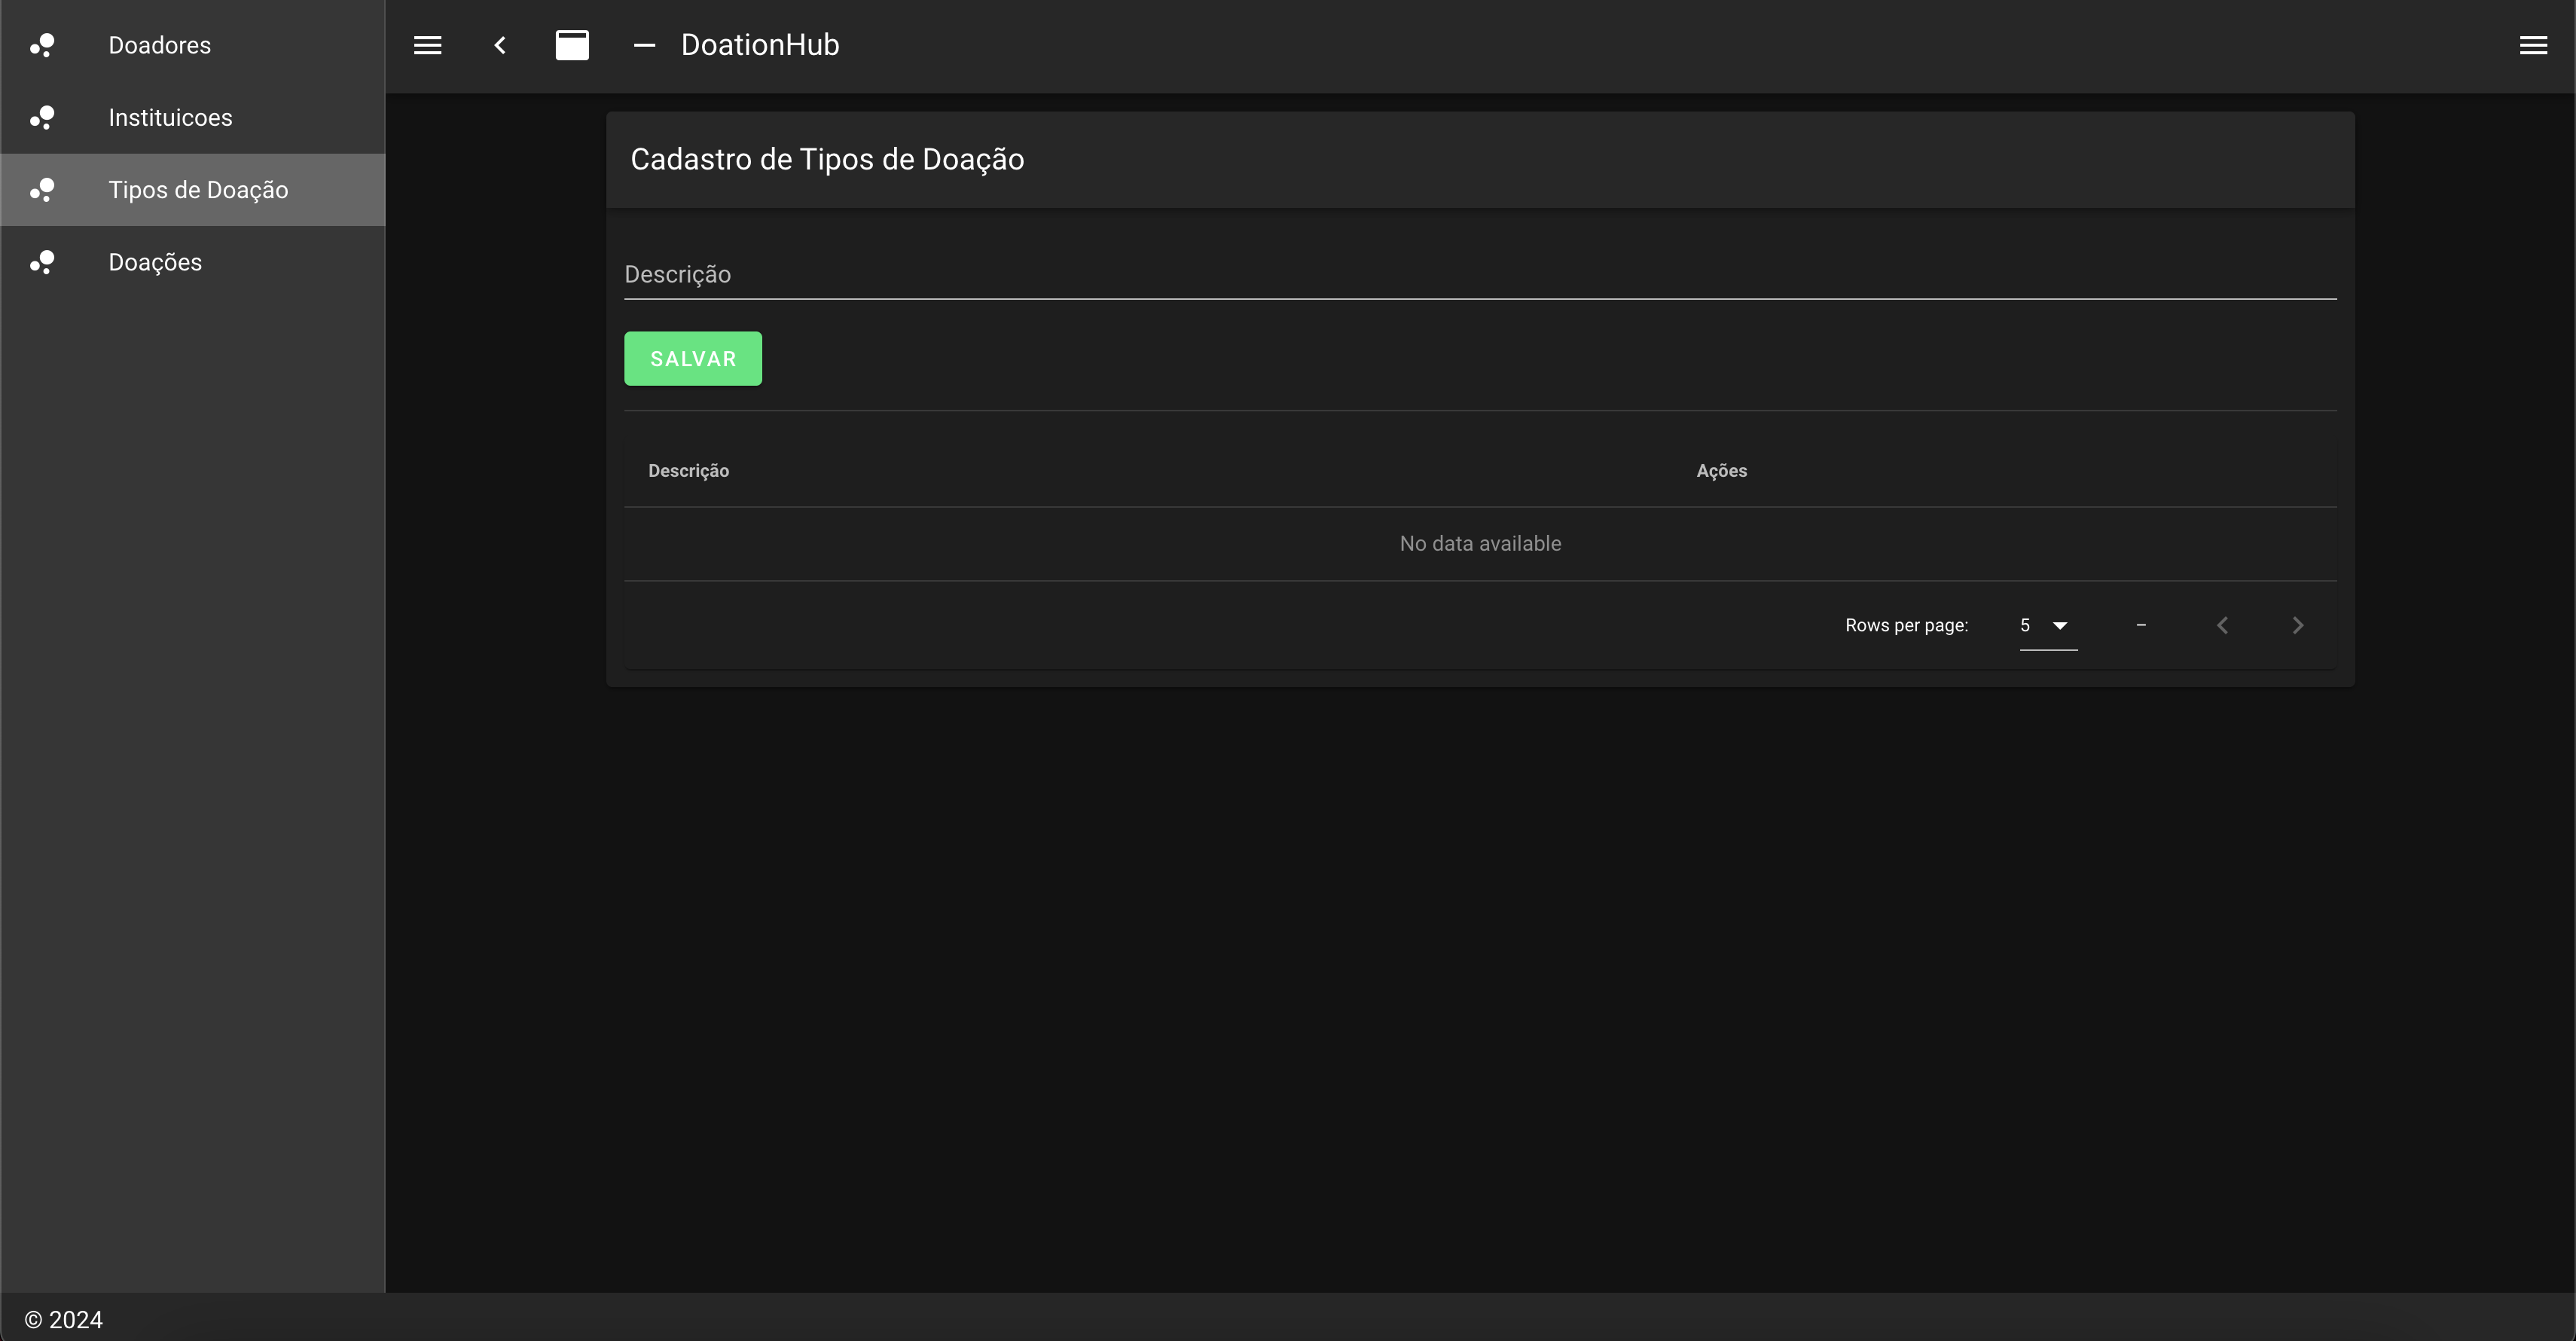 Doadores
Instituicoes
Tipos de Doação
Doações
DoationHub
Cadastro de Tipos de Doação
Descrição
SALVAR
Descrição Ações
No data available
Rows per page: 5 –
© 2024